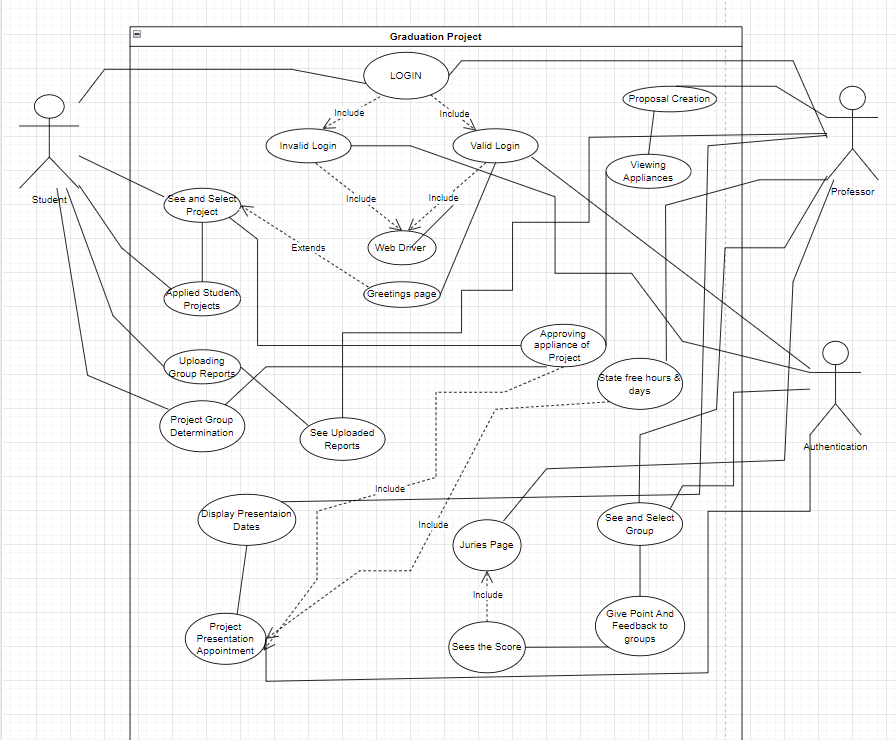 Graduation Project
LOGIN
Proposal Creation
Include
Include
Invalid Login
Valid Login
Viewing
Appliances
Student
See and Select
Project
Include
Include
Professor
Extends
Web Driver
Applied Student
Projects
Greetings page
Approving
appliance of
Project
Uploading
Group Reports
State free hours &
days
Project Group
Determination
See Uploaded
Reports
Authentication
Include
Display Presentaion
Dates
Include
See and Select
Group
Juries Page
Include
Project
Presentation
Appointment
Give Point And
Feedback to
groups
Sees the Score